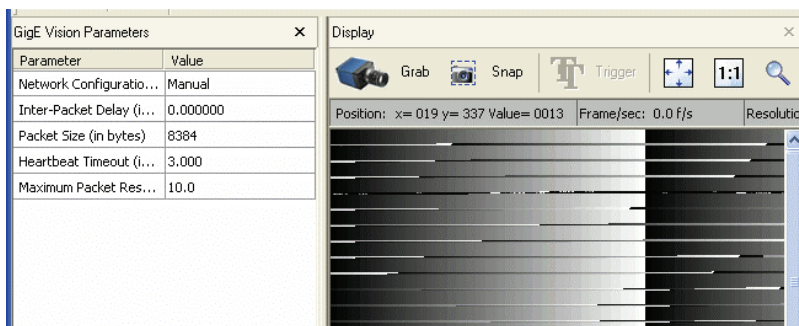 GigE Vision Parameters
Parameter Value
Network Configuratio... Manual
Inter-Packet Delay (i... 0.000000
Packet Size (in bytes) 8384
Heartbeat Timeout (i... 3.000
Maximum Packet Res... 10.0
Display
Grab Snap Trigger 1:1
Position: x= 019 y= 337 Value= 0013 Frame/sec: 0.0 f/s Resolutio